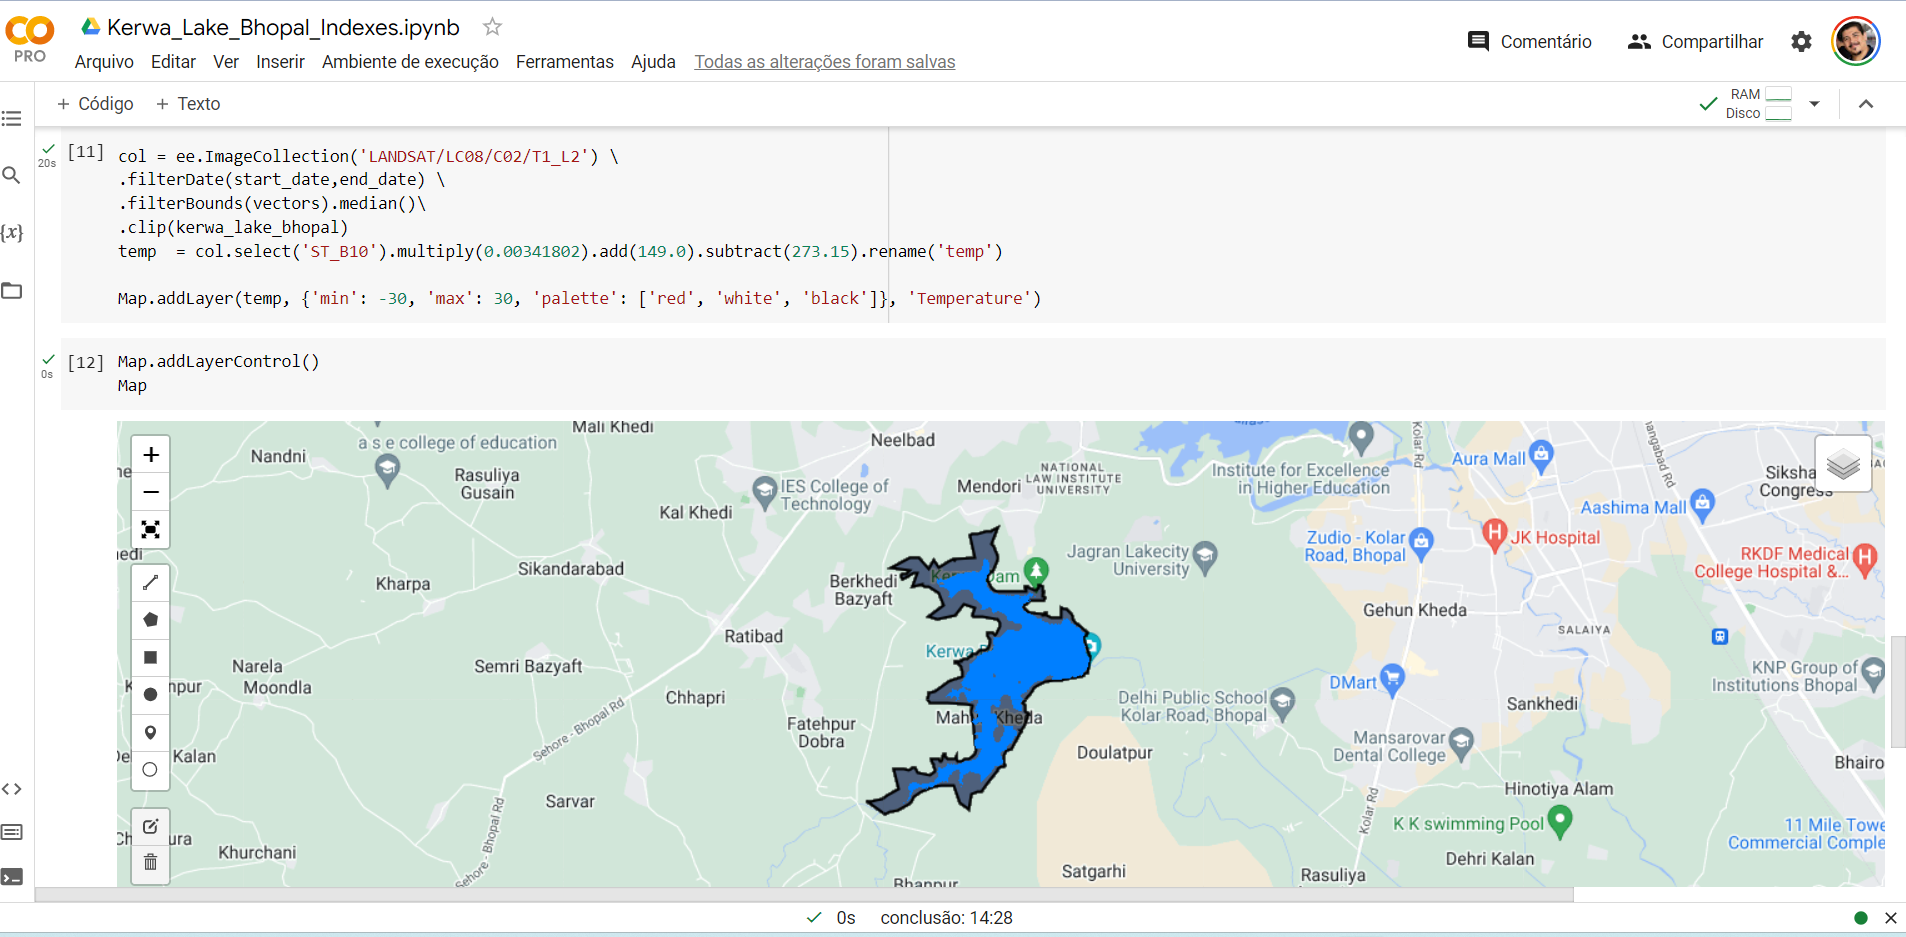 CO PRO
Kerwa_Lake_Bhopal_Indexes.ipynb
Arquivo Editar Ver Inserir Ambiente de execução Ferramentas Ajuda Todas as alterações foram salvas
Comentário
Compartilhar
+ Código + Texto
RAM
Disco
{x}
20s
[11]
col = ee.ImageCollection('LANDSAT/LC08/C02/T1_L2') \
.filterDate(start_date,end_date) \
.filterBounds(vectors).median()\
.clip(kerwa_lake_bhopal)
temp  = col.select('ST_B10').multiply(0.00341802).add(149.0).subtract(273.15).rename('temp')
Map.addLayer(temp, {'min': -30, 'max': 30, 'palette': ['red', 'white', 'black']}, 'Temperature')
0s
[12]
Map.addLayerControl()
Map
Mali Khedi
a s e college of education
Nandni
Rasuliya
Gusain
Neelbad
NATIONAL
LAW INSTITUTE
UNIVERSITY
Mendori
IES College of
Technology
Kal Khedi
Institute for Excellence
in Higher Education
Kolar Rd
Aura Mall
Siksha
Congress
Aashima Mall
Zudio - Kolar
Road, Bhopal
JK Hospital
RKDF Medical
College Hospital &...
Jagran Lakecity
University
Sikandarabad
Kharpa
Berkhedi
Bazyaft
Dam
Gehun Kheda
SALAIYA
Ratibad
Semri Bazyaft
Narela
Moondla
Chhapri
Kerwa
KNP Group of
Institutions Bhopal
DMart
Delhi Public School
Kolar Road, Bhopal
Sankhedi
Sehore - Bhopal Rd
Fatehpur
Dobra
Kheda
Mansarovar
Dental College
Doulatpur
Kalan
Bhairo
Hinotiya Alam
Sarvar
Kolar Rd
K K swimming Pool
11 Mile Towe
Commercial Comple
Khurchani
Sehore - Bhopal Rd
Dehri Kalan
Satgarhi
Rasuliya
Bhanpur
0s conclusão: 14:28